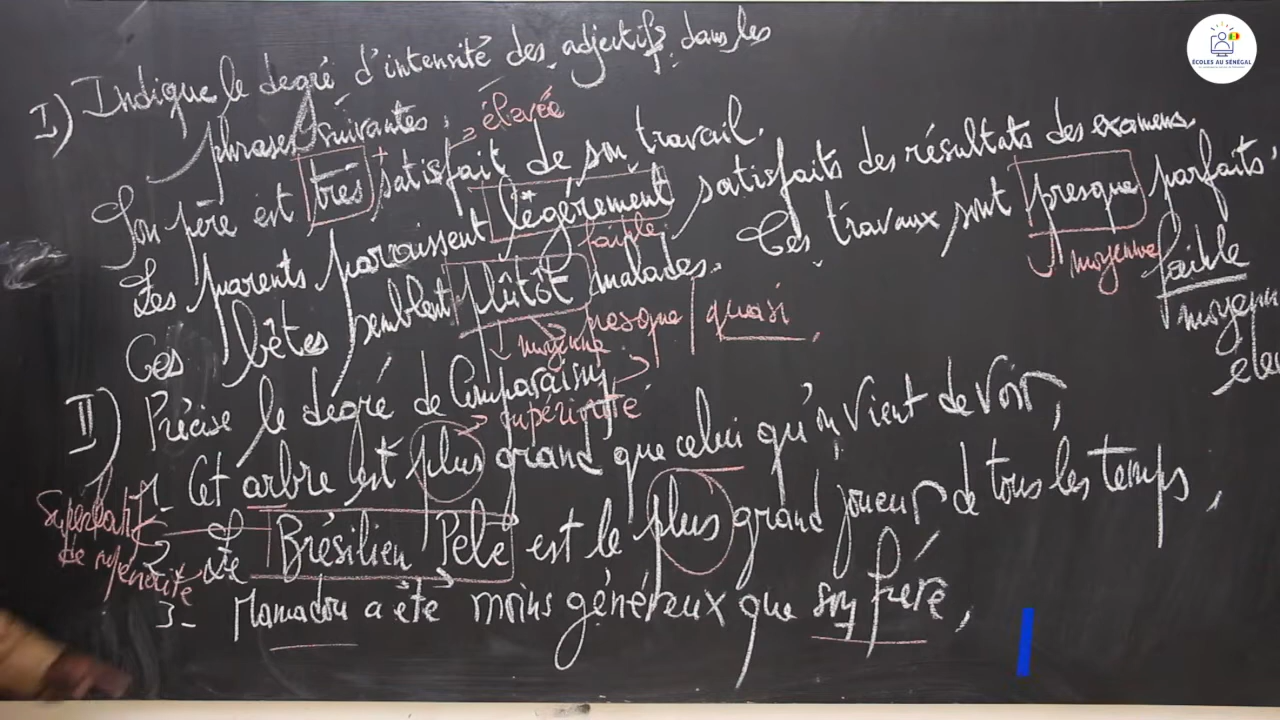 I) Indique le degré d'intensité des adjectifs dans les
phrases suivantes :
→ élevée
Son père est très satisfait de son travail.
Les parents paraissent légèrement satisfaits des résultats des examens.
faible
Ces bêtes semblent plutôt malades. Ces travaux sont presque parfaits.
moyenne
faible
moyenne presque | quasi
moyenn
éle
II) Précise le degré de Comparaison
→ supériorité
1- Cet arbre est plus grand que celui qu'on vient de voir,
2- Le Brésilien Pelé est le plus grand joueur de tous les temps,
Superlatif
de supériorité
3- Mamadou a été moins généreux que son frère,
ÉCOLES AU SÉNÉGAL